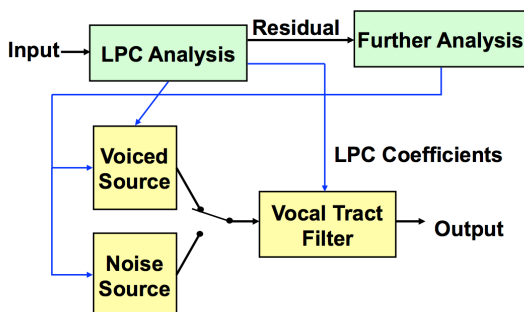 Residual
Input
LPC Analysis
Further Analysis
Voiced
Source
LPC Coefficients
Vocal Tract
Filter
Output
Noise
Source